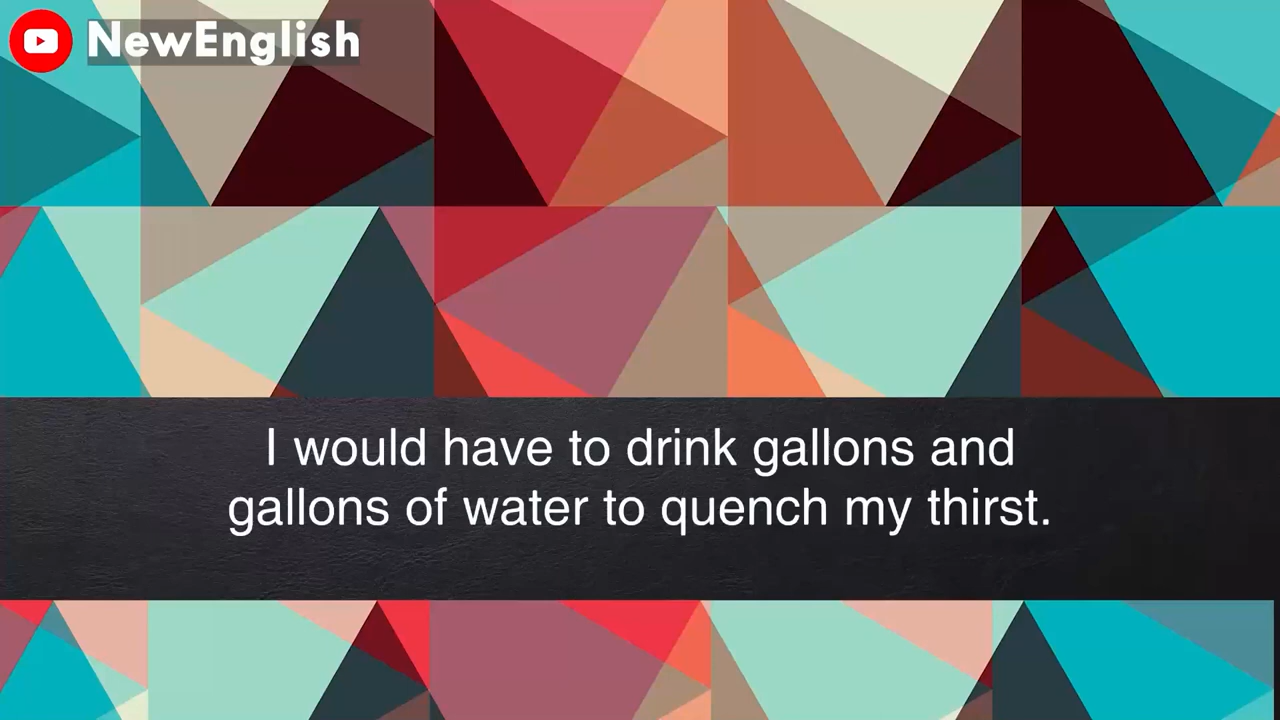 NewEnglish
I would have to drink gallons and
gallons of water to quench my thirst.